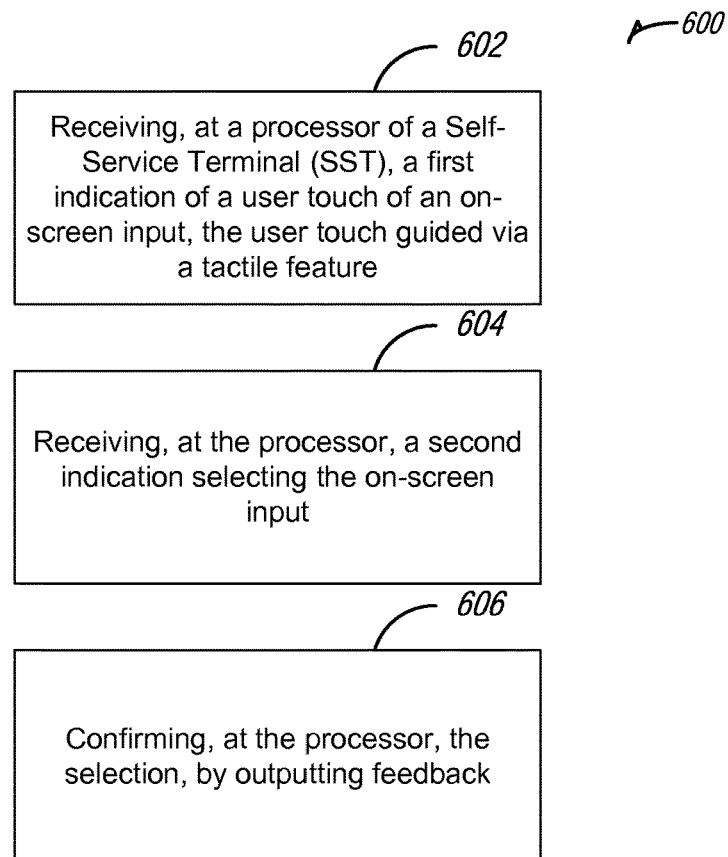 600
602
Receiving, at a processor of a Self-
Service Terminal (SST), a first
indication of a user touch of an on-
screen input, the user touch guided via
a tactile feature
604
Receiving, at the processor, a second
indication selecting the on-screen
input
606
Confirming, at the processor, the
selection, by outputting feedback